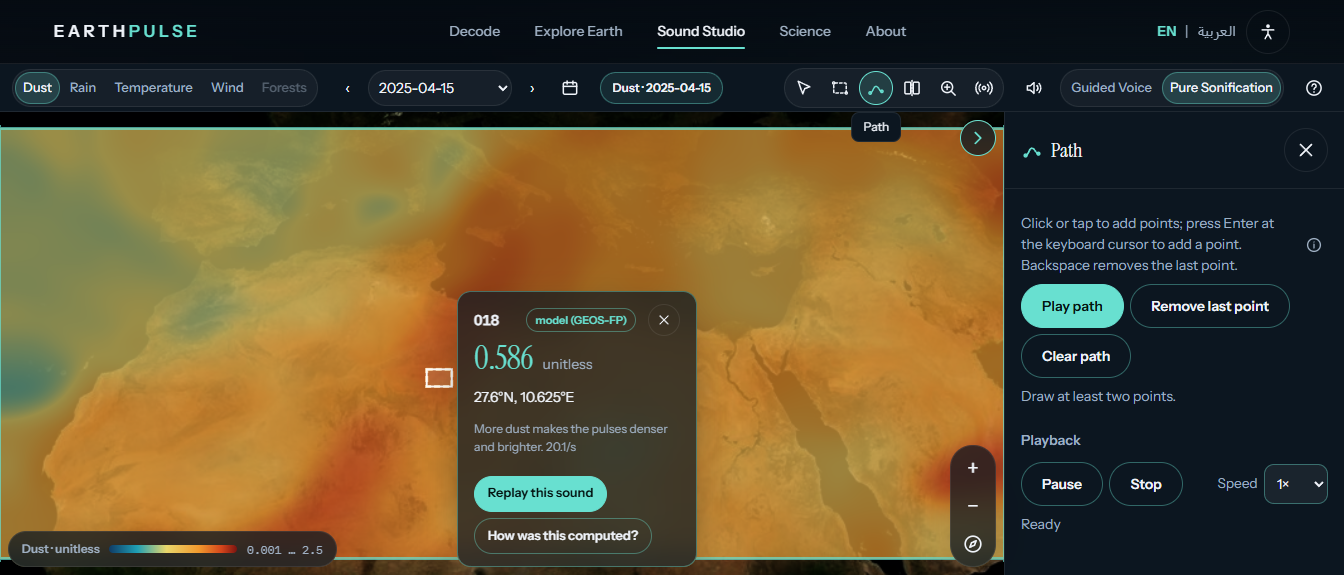 EARTHPULSE
Decode
Explore Earth
Sound Studio
Science
About
EN | العربية
Dust
Rain
Temperature
Wind
Forests
‹
2025-04-15
›
Dust·2025-04-15
Guided Voice
Pure Sonification
Path
Path
Click or tap to add points; press Enter at
the keyboard cursor to add a point.
Backspace removes the last point.
Play path
Remove last point
Clear path
Draw at least two points.
Playback
Pause
Stop
Speed
1×
Ready
018
model (GEOS-FP)
0.586 unitless
27.6°N, 10.625°E
More dust makes the pulses denser
and brighter. 20.1/s
Replay this sound
How was this computed?
Dust·unitless
0.001 … 2.5